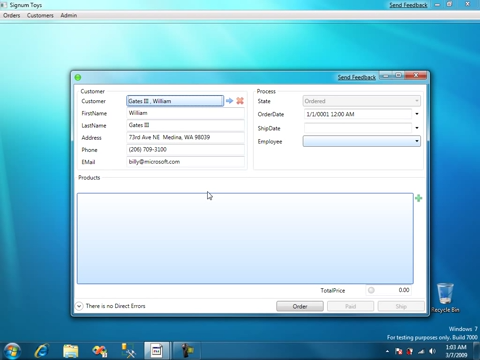 Signum Toys
Send Feedback
Orders Customers Admin
Send Feedback
Customer
Customer Gates III , William
FirstName William
LastName Gates III
Address 73rd Ave NE Medina, WA 98039
Phone (206) 709-3100
EMail billy@microsoft.com
Process
State Ordered
OrderDate 1/1/0001 12:00 AM
ShipDate
Employee
Products
TotalPrice 0.00
There is no Direct Errors
Order Paid Ship
Recycle Bin
Windows 7
For testing purposes only. Build 7000
1:03 AM
3/7/2009